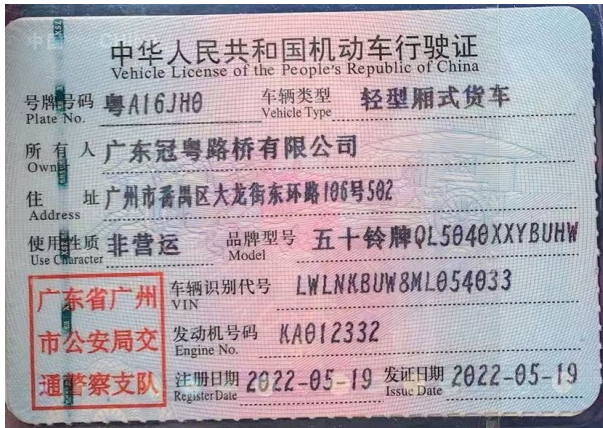 中华人民共和国机动车行驶证
Vehicle License of the People's Republic of China
号牌号码 粤A16JH0 车辆类型 轻型厢式货车
Plate No. Vehicle Type
所有人 广东冠粤路桥有限公司
Owner
住址 广州市番禺区大龙街东环路106号502
Address
使用性质 非营运 品牌型号 五十铃牌QL5040XXYBUHW
Use Character Model
广东省广州
市公安局交
通警察支队
车辆识别代号 LWLNKBUW8ML054033
VIN
发动机号码 KA012332
Engine No.
注册日期 2022-05-19 发证日期 2022-05-19
Register Date Issue Date